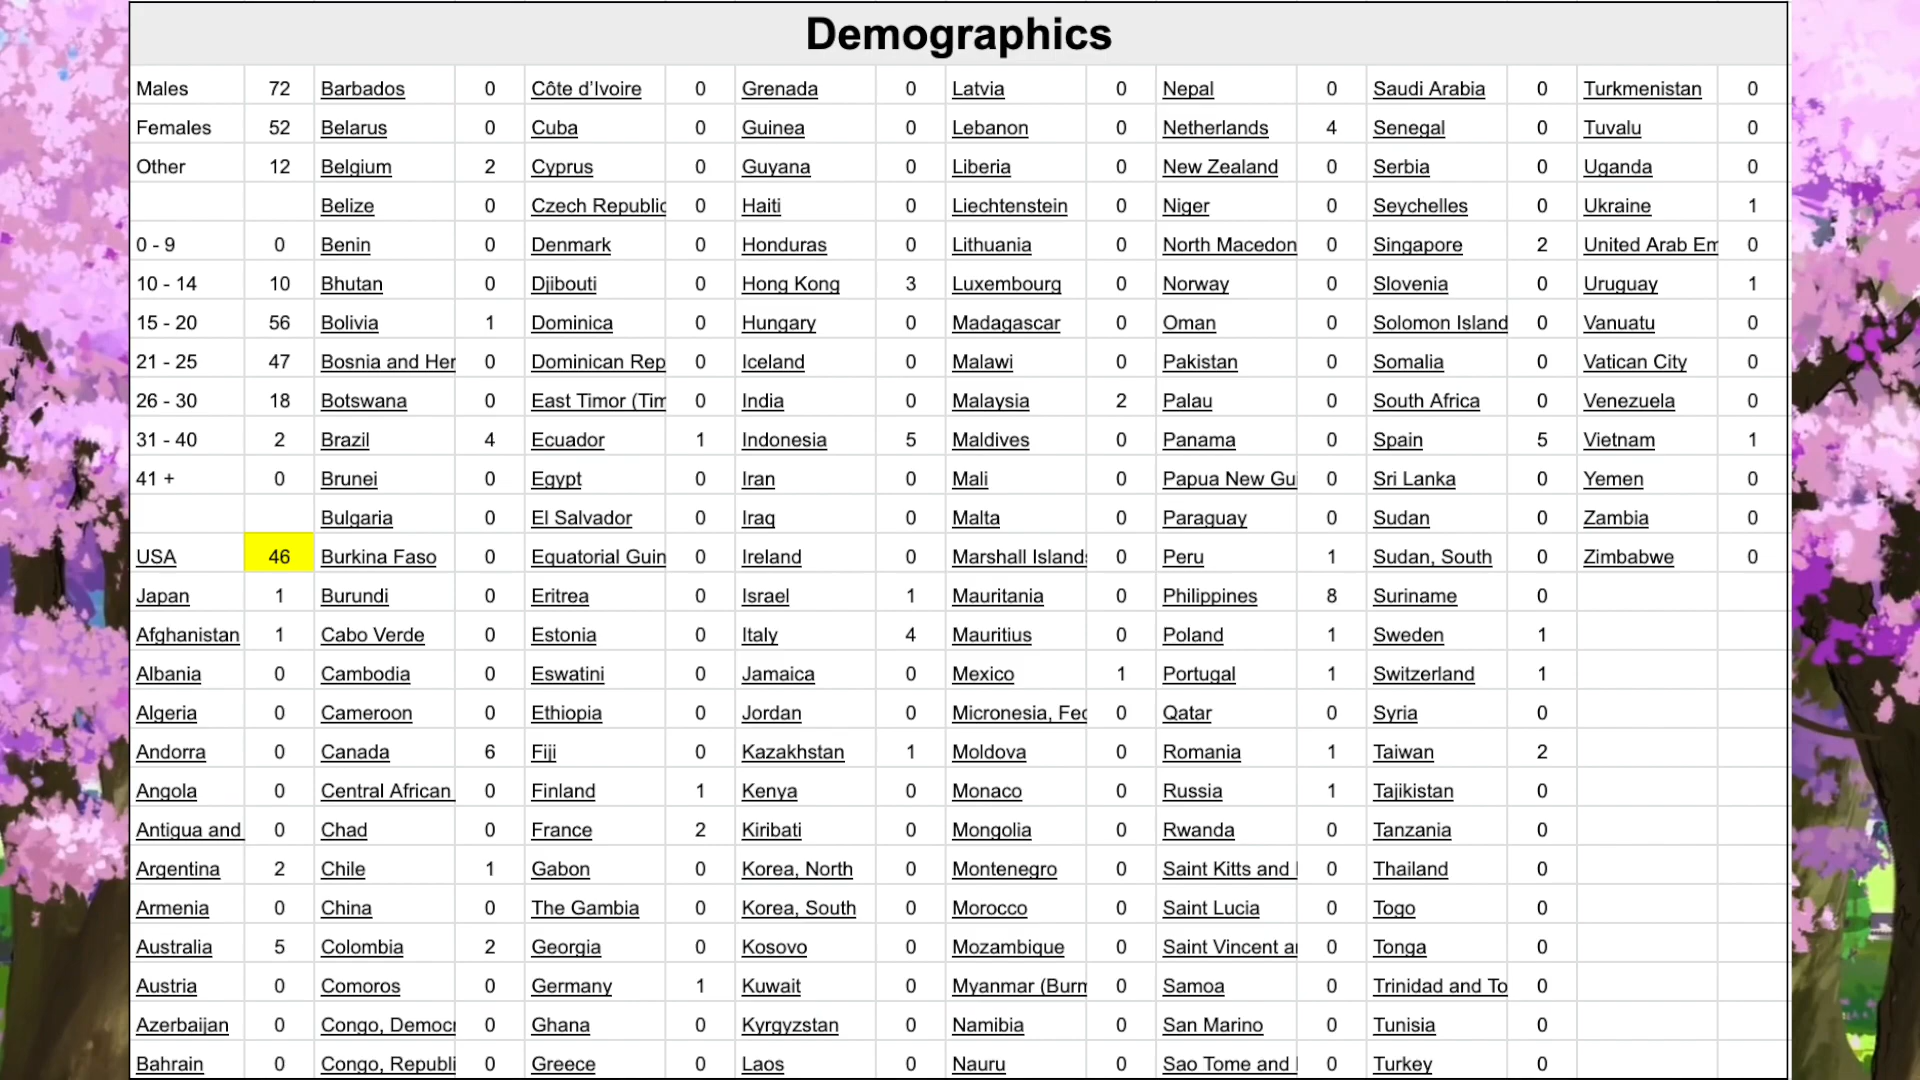 Demographics
Males 72 Barbados 0 Côte d'Ivoire 0 Grenada 0 Latvia 0 Nepal 0 Saudi Arabia 0 Turkmenistan 0
Females 52 Belarus 0 Cuba 0 Guinea 0 Lebanon 0 Netherlands 4 Senegal 0 Tuvalu 0
Other 12 Belgium 2 Cyprus 0 Guyana 0 Liberia 0 New Zealand 0 Serbia 0 Uganda 0
Belize 0 Czech Republic 0 Haiti 0 Liechtenstein 0 Niger 0 Seychelles 0 Ukraine 1
0 - 9 0 Benin 0 Denmark 0 Honduras 0 Lithuania 0 North Macedon 0 Singapore 2 United Arab Em 0
10 - 14 10 Bhutan 0 Djibouti 0 Hong Kong 3 Luxembourg 0 Norway 0 Slovenia 0 Uruguay 1
15 - 20 56 Bolivia 1 Dominica 0 Hungary 0 Madagascar 0 Oman 0 Solomon Island 0 Vanuatu 0
21 - 25 47 Bosnia and Her 0 Dominican Rep 0 Iceland 0 Malawi 0 Pakistan 0 Somalia 0 Vatican City 0
26 - 30 18 Botswana 0 East Timor (Tim 0 India 0 Malaysia 2 Palau 0 South Africa 0 Venezuela 0
31 - 40 2 Brazil 4 Ecuador 1 Indonesia 5 Maldives 0 Panama 0 Spain 5 Vietnam 1
41 + 0 Brunei 0 Egypt 0 Iran 0 Mali 0 Papua New Gu 0 Sri Lanka 0 Yemen 0
Bulgaria 0 El Salvador 0 Iraq 0 Malta 0 Paraguay 0 Sudan 0 Zambia 0
USA 46 Burkina Faso 0 Equatorial Guin 0 Ireland 0 Marshall Islands 0 Peru 1 Sudan, South 0 Zimbabwe 0
Japan 1 Burundi 0 Eritrea 0 Israel 1 Mauritania 0 Philippines 8 Suriname 0
Afghanistan 1 Cabo Verde 0 Estonia 0 Italy 4 Mauritius 0 Poland 1 Sweden 1
Albania 0 Cambodia 0 Eswatini 0 Jamaica 0 Mexico 1 Portugal 1 Switzerland 1
Algeria 0 Cameroon 0 Ethiopia 0 Jordan 0 Micronesia, Fed 0 Qatar 0 Syria 0
Andorra 0 Canada 6 Fiji 0 Kazakhstan 1 Moldova 0 Romania 1 Taiwan 2
Angola 0 Central African 0 Finland 1 Kenya 0 Monaco 0 Russia 1 Tajikistan 0
Antigua and 0 Chad 0 France 2 Kiribati 0 Mongolia 0 Rwanda 0 Tanzania 0
Argentina 2 Chile 1 Gabon 0 Korea, North 0 Montenegro 0 Saint Kitts and 0 Thailand 0
Armenia 0 China 0 The Gambia 0 Korea, South 0 Morocco 0 Saint Lucia 0 Togo 0
Australia 5 Colombia 2 Georgia 0 Kosovo 0 Mozambique 0 Saint Vincent a 0 Tonga 0
Austria 0 Comoros 0 Germany 1 Kuwait 0 Myanmar (Burm 0 Samoa 0 Trinidad and To 0
Azerbaijan 0 Congo, Democr 0 Ghana 0 Kyrgyzstan 0 Namibia 0 San Marino 0 Tunisia 0
Bahrain 0 Congo, Republi 0 Greece 0 Laos 0 Nauru 0 Sao Tome and 0 Turkey 0